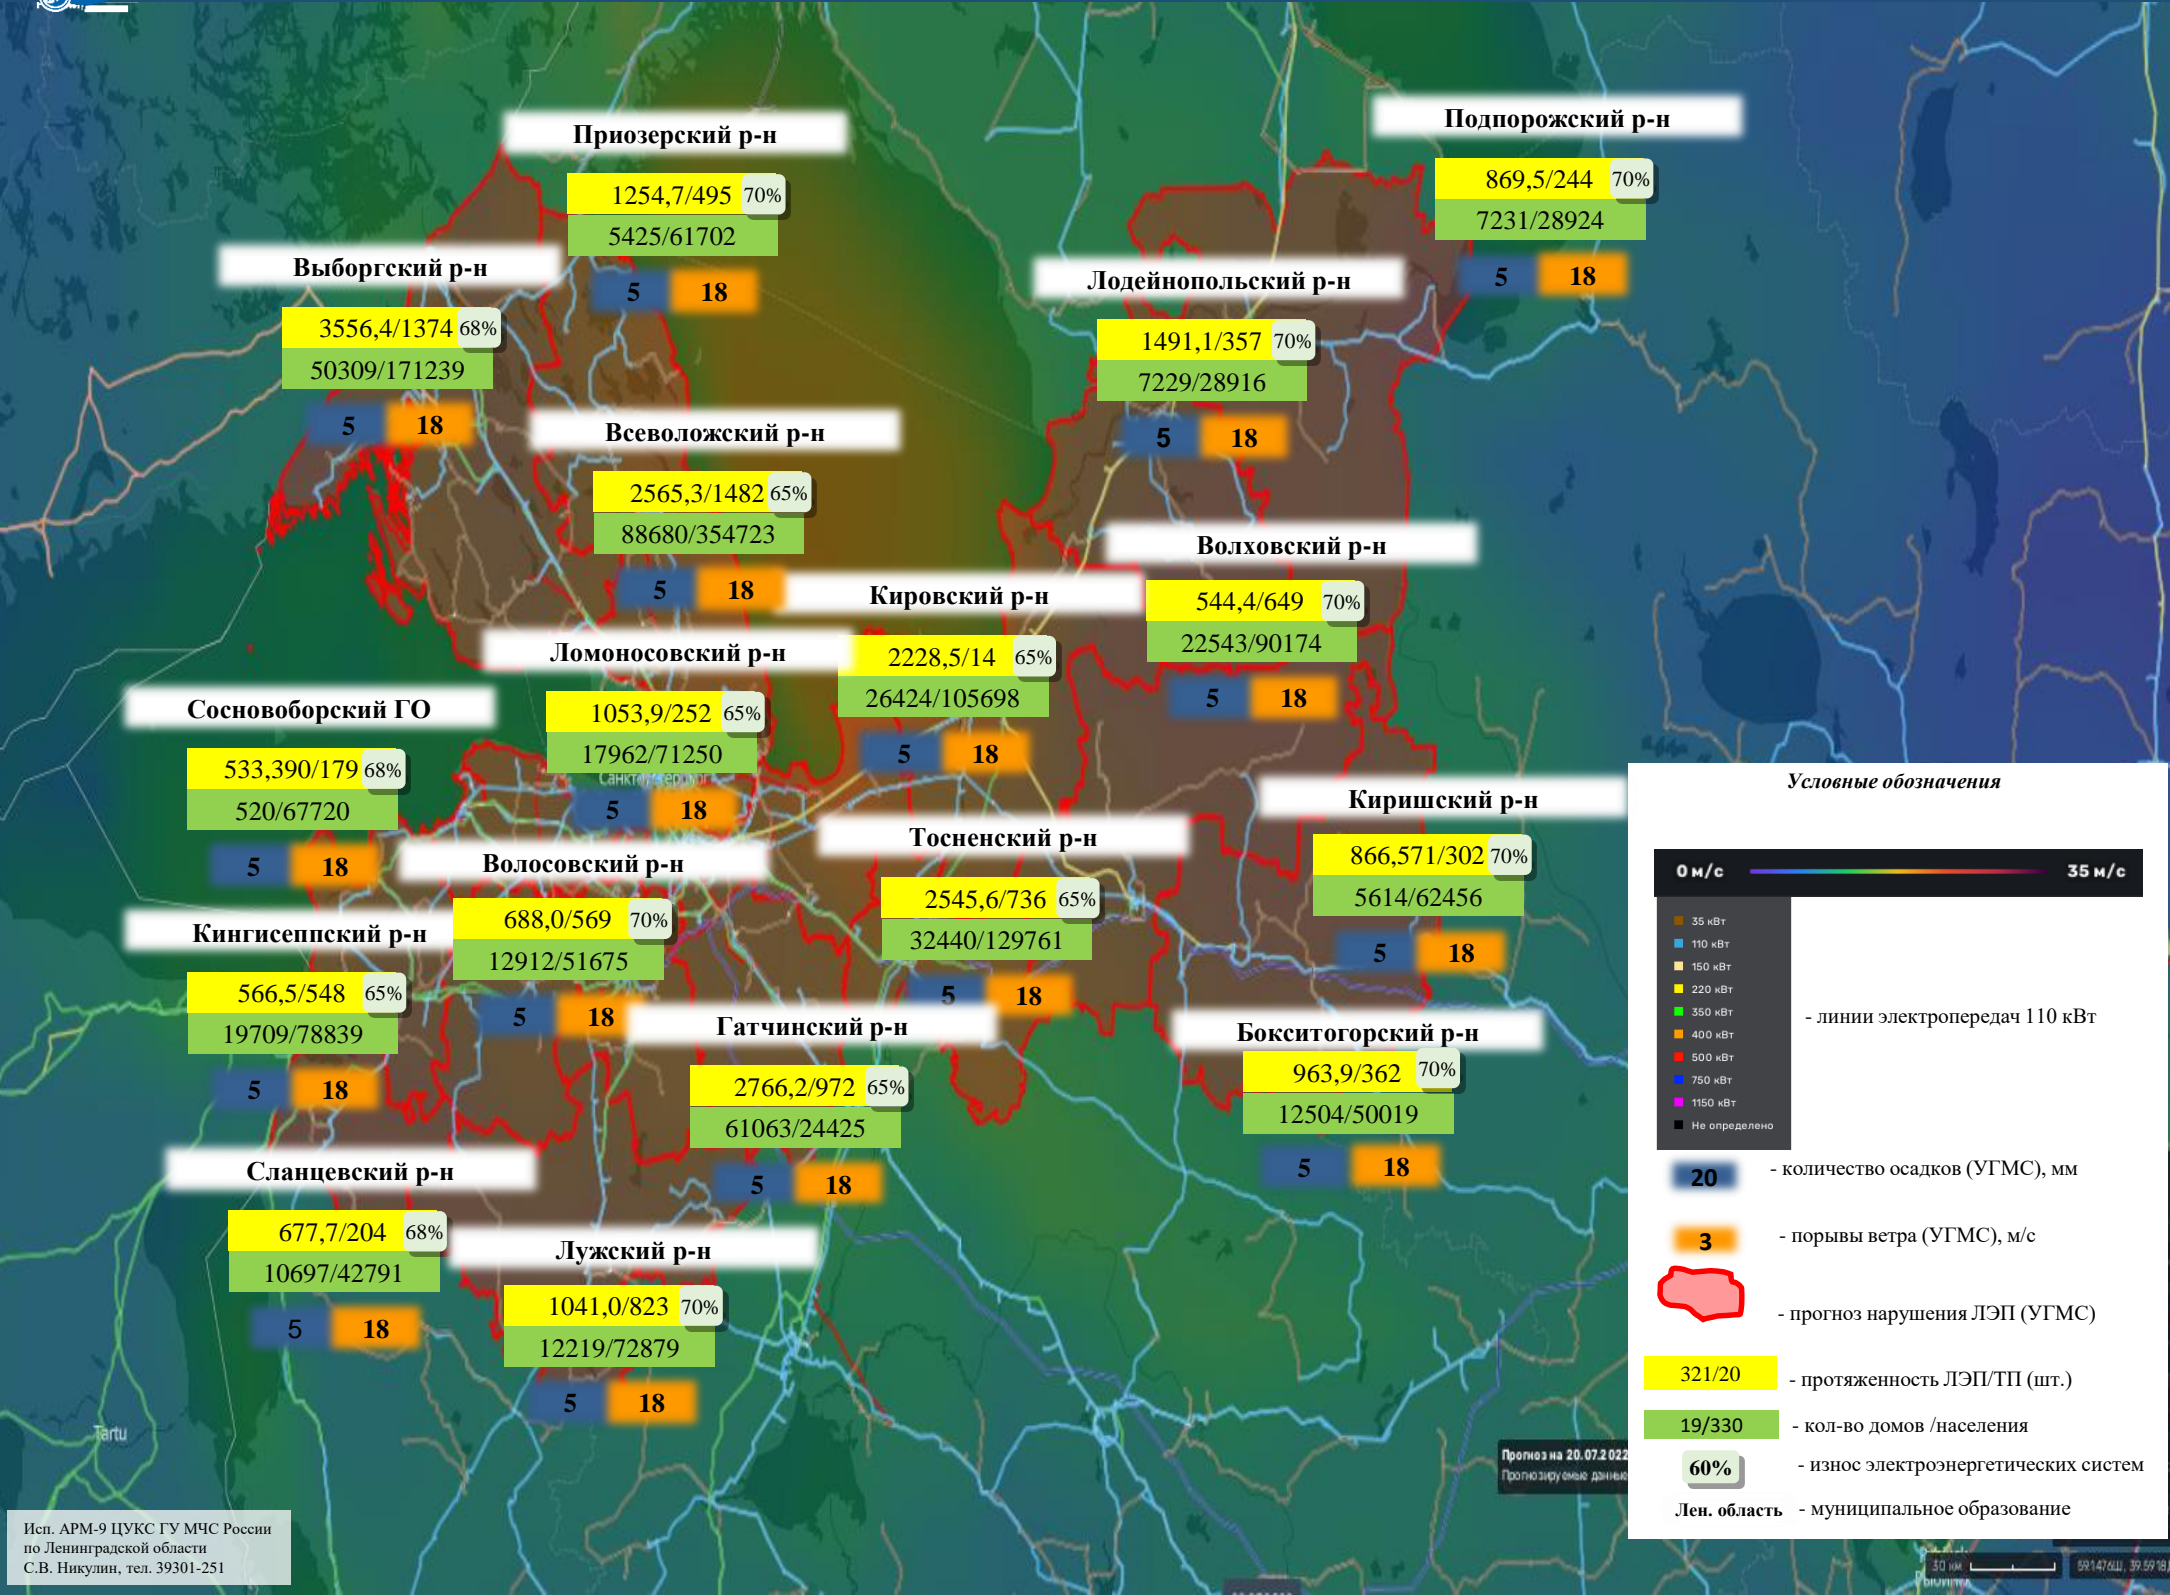 Приозерский р-н
1254,7/495 70%
5425/61702
5 18
Подпорожский р-н
869,5/244 70%
7231/28924
5 18
Выборгский р-н
3556,4/1374 68%
50309/171239
5 18
Лодейнопольский р-н
1491,1/357 70%
7229/28916
5 18
Всеволожский р-н
2565,3/1482 65%
88680/354723
5 18
Волховский р-н
544,4/649 70%
22543/90174
5 18
Кировский р-н
2228,5/14 65%
26424/105698
5 18
Ломоносовский р-н
1053,9/252 65%
17962/71250
Санкт-Петербург
5 18
Сосновоборский ГО
533,390/179 68%
520/67720
5 18
Киришский р-н
866,571/302 70%
5614/62456
5 18
Тосненский р-н
2545,6/736 65%
32440/129761
5 18
Волосовский р-н
688,0/569 70%
12912/51675
5 18
Кингисеппский р-н
566,5/548 65%
19709/78839
5 18
Гатчинский р-н
2766,2/972 65%
61063/24425
5 18
Бокситогорский р-н
963,9/362 70%
12504/50019
5 18
Сланцевский р-н
677,7/204 68%
10697/42791
5 18
Лужский р-н
1041,0/823 70%
12219/72879
5 18
Tartu
Условные обозначения
0 м/с 35 м/с
35 кВт
110 кВт
150 кВт
220 кВт
350 кВт
400 кВт
500 кВт
750 кВт
1150 кВт
Не определено
- линии электропередач 110 кВт
20 - количество осадков (УГМС), мм
3 - порывы ветра (УГМС), м/с
- прогноз нарушения ЛЭП (УГМС)
321/20 - протяженность ЛЭП/ТП (шт.)
19/330 - кол-во домов /населения
60% - износ электроэнергетических систем
Лен. область - муниципальное образование
Прогноз на 20.07.2022
Прогнозируемые данные
Исп. АРМ-9 ЦУКС ГУ МЧС России
по Ленинградской области
С.В. Никулин, тел. 39301-251
30 км